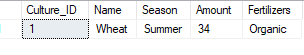 Culture_ID Name Season Amount Fertilizers
1 Wheat Summer 34 Organic